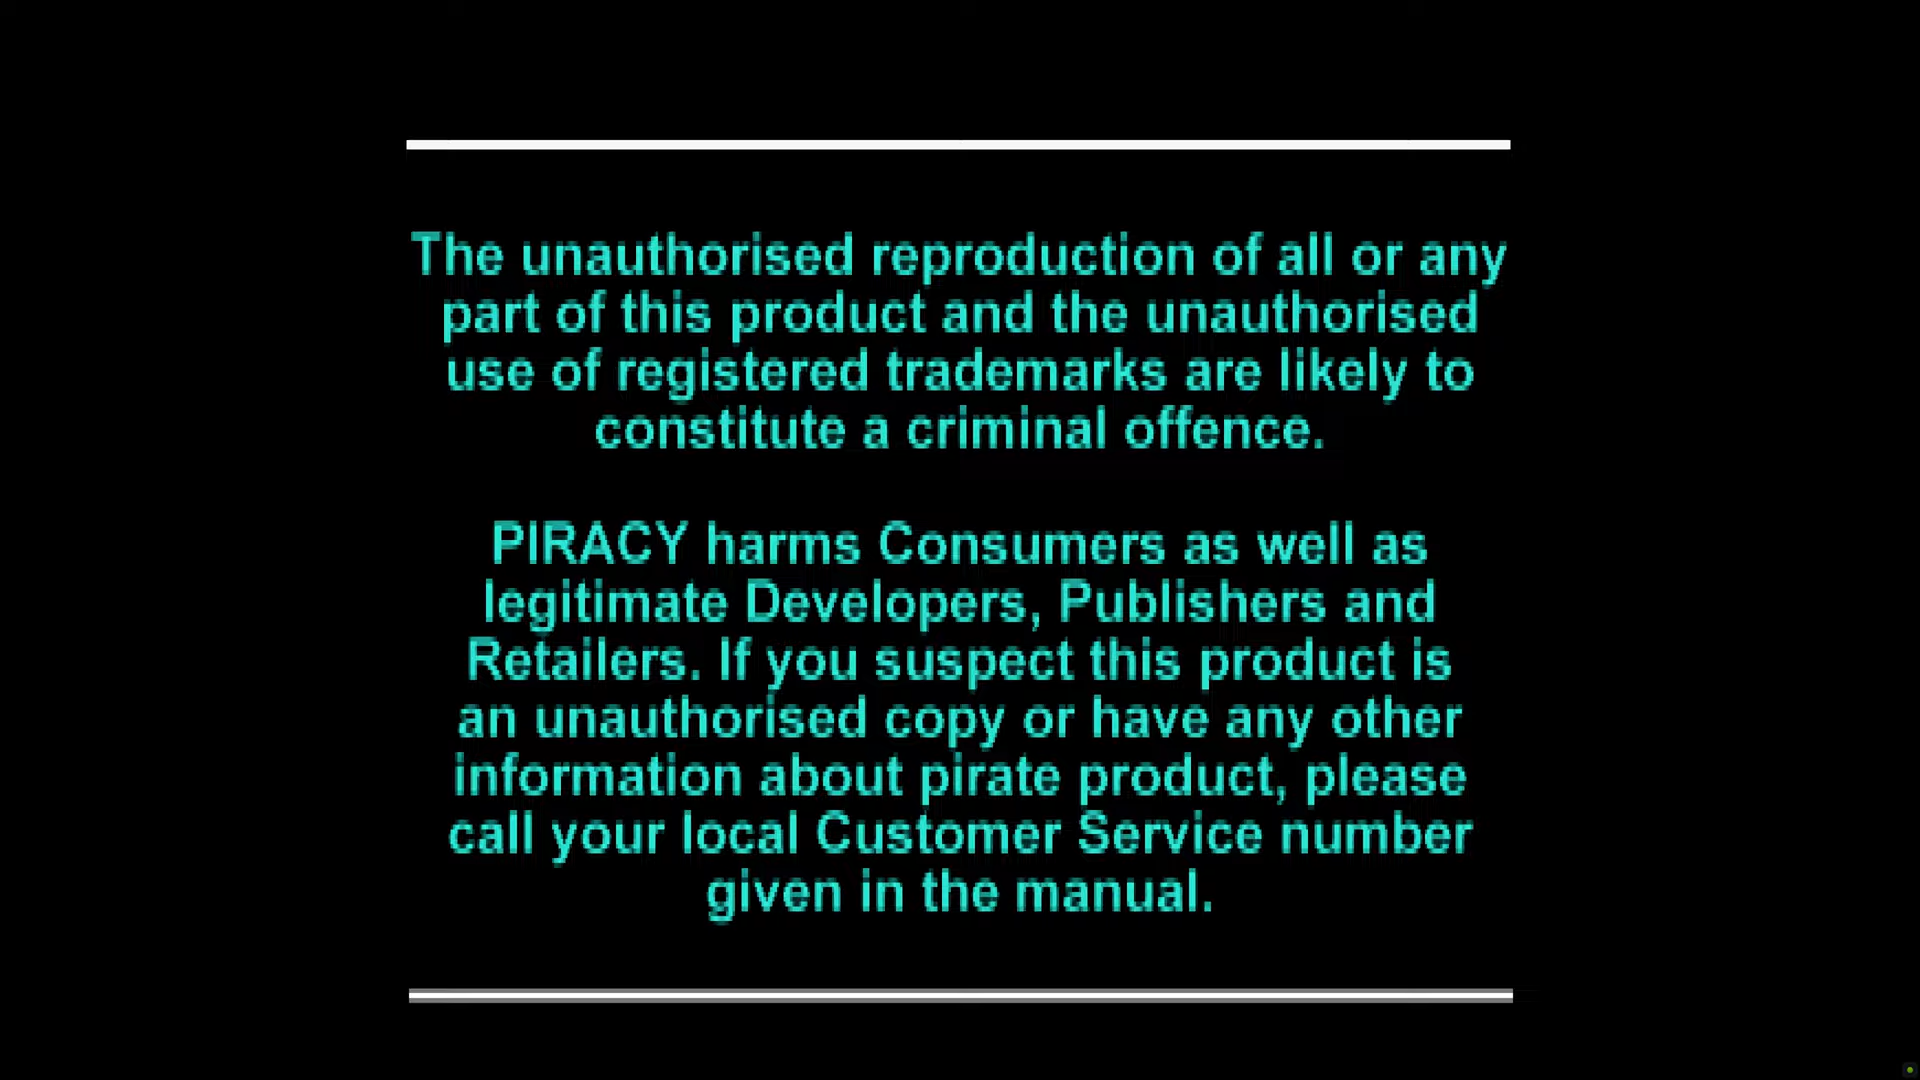 The unauthorised reproduction of all or any
part of this product and the unauthorised
use of registered trademarks are likely to
constitute a criminal offence.
PIRACY harms Consumers as well as
legitimate Developers, Publishers and
Retailers. If you suspect this product is
an unauthorised copy or have any other
information about pirate product, please
call your local Customer Service number
given in the manual.